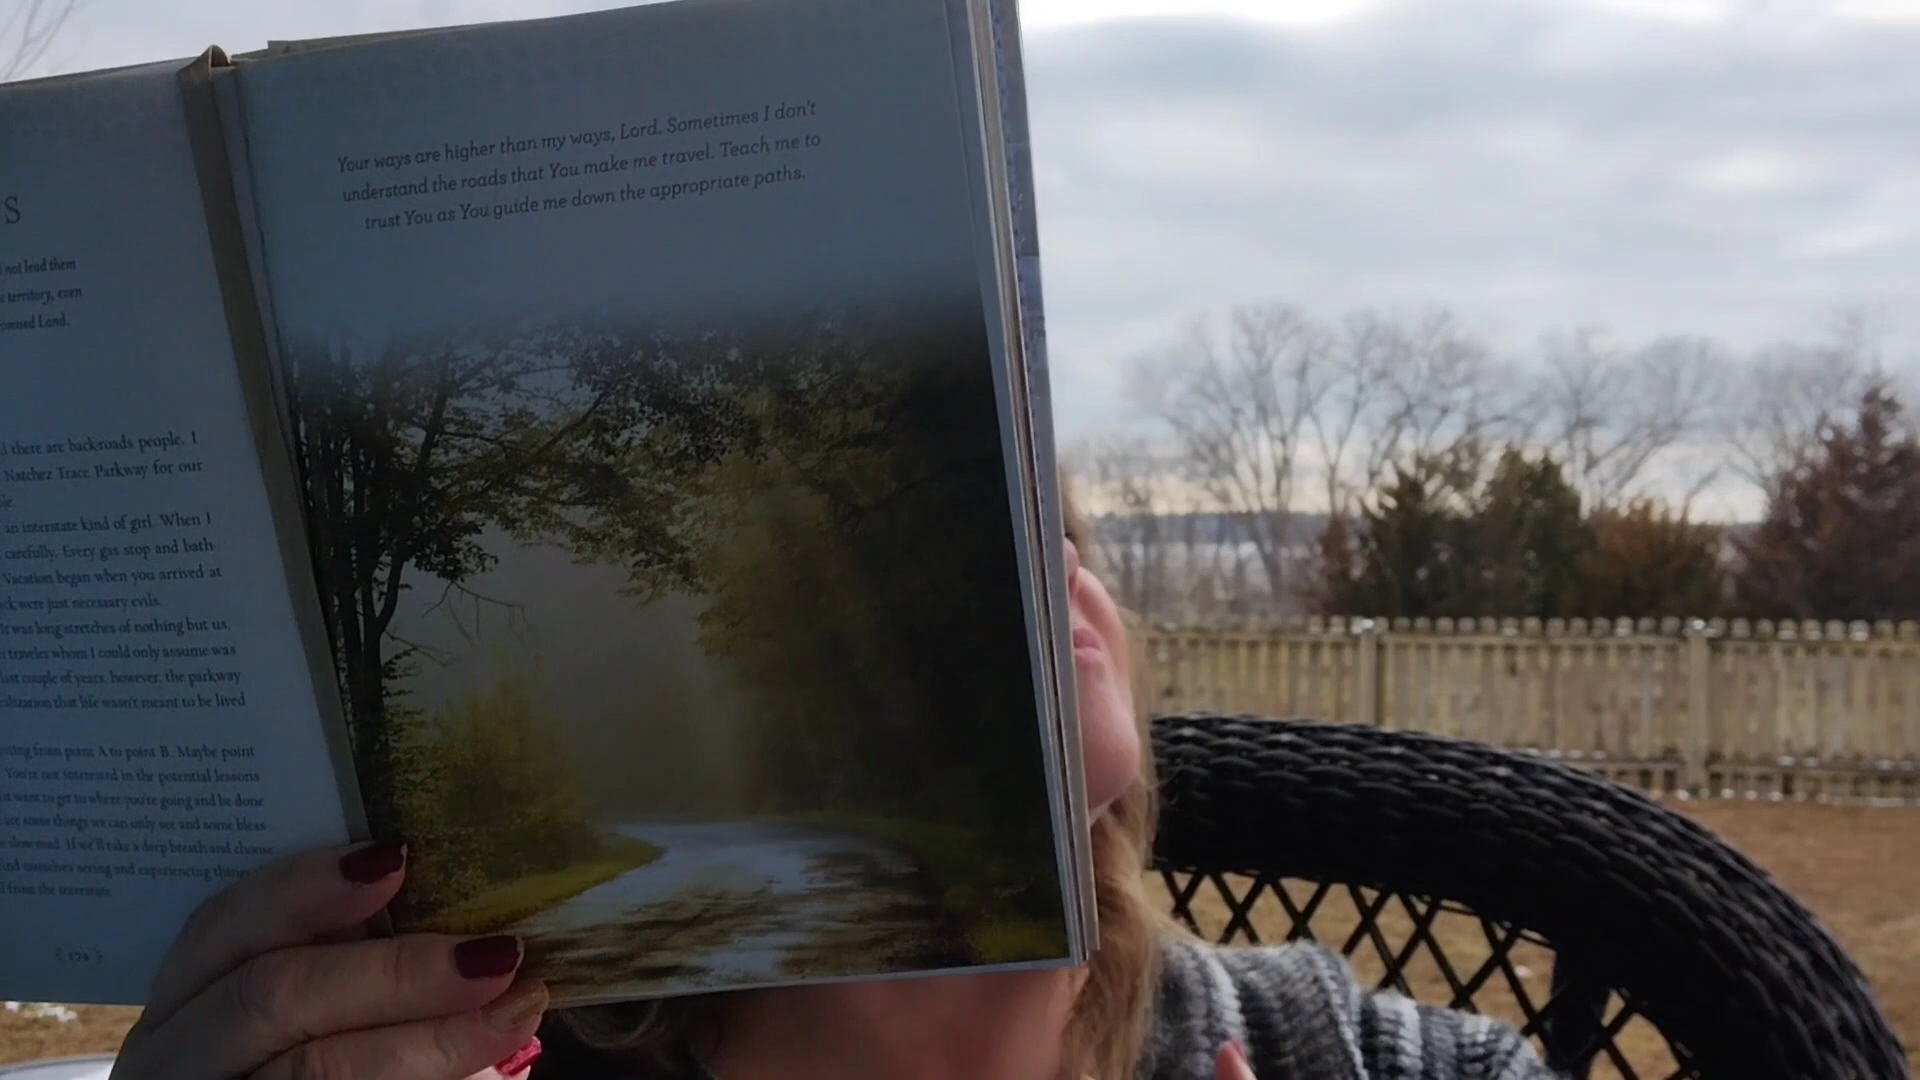 S
not lead them
territory, even
Land,
there are backroads people. I
Natchez Trace Parkway for our
an interstate kind of girl. When I
carefully. Every gas stop and bath-
Vacation began when you arrived at
were just necessary evils.
was long stretches of nothing but us,
traveler whom I could only assume was
last couple of years, however, the parkway
that life wasn't meant to be lived
from point A to point B. Maybe point
You're not interested in the potential lessons
want to get to where you're going and be done
are some things we can only see and some bless-
slow road. If we'll take a deep breath and choose
find ourselves seeing and experiencing things
from the interstate.
174
Your ways are higher than my ways, Lord. Sometimes I don't
understand the roads that You make me travel. Teach me to
trust You as You guide me down the appropriate paths.